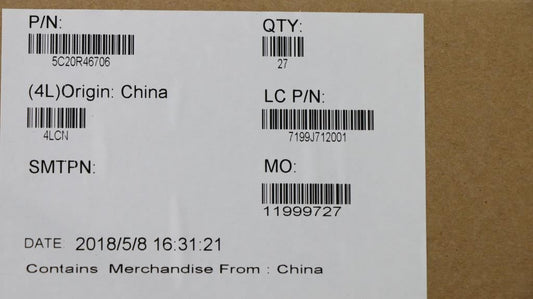 P/N:
5C20R46706
QTY:
27
(4L)Origin: China
4LCN
LC P/N:
7199J712001
SMTPN:
MO:
11999727
DATE: 2018/5/8 16:31:21
Contains Merchandise From : China